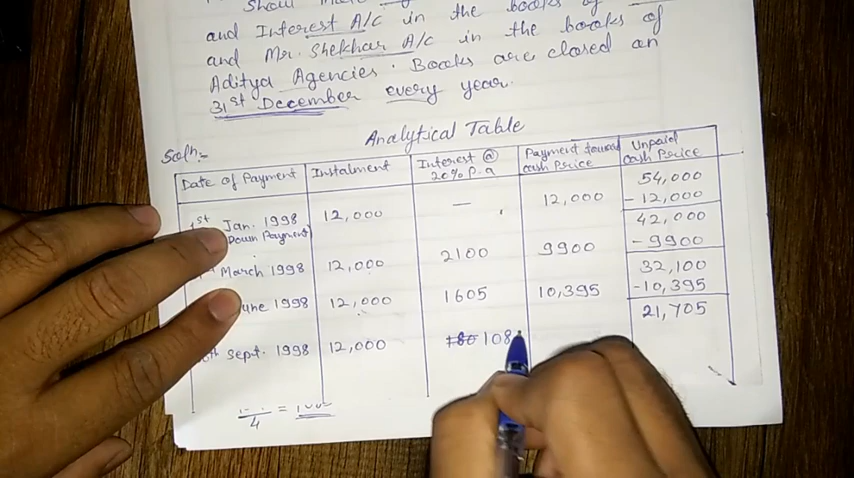 and Interest A/C in the books
and Mr. Shekhar A/C in the books of
Aditya Agencies. Books are closed on
31st December every year.
Analytical Table
Soln:-
Date of Payment Instalment Interest @ 20% P.a Payment toward cash Price Unpaid cash Price
54,000
1st Jan. 1998 12,000 — 12,000 - 12,000
Down Payment 42,000
March 1998 12,000 2100 9900 - 9900
32,100
June 1998 12,000 1605 10,395 - 10,395
21,705
Sept. 1998 12,000 108
4 =